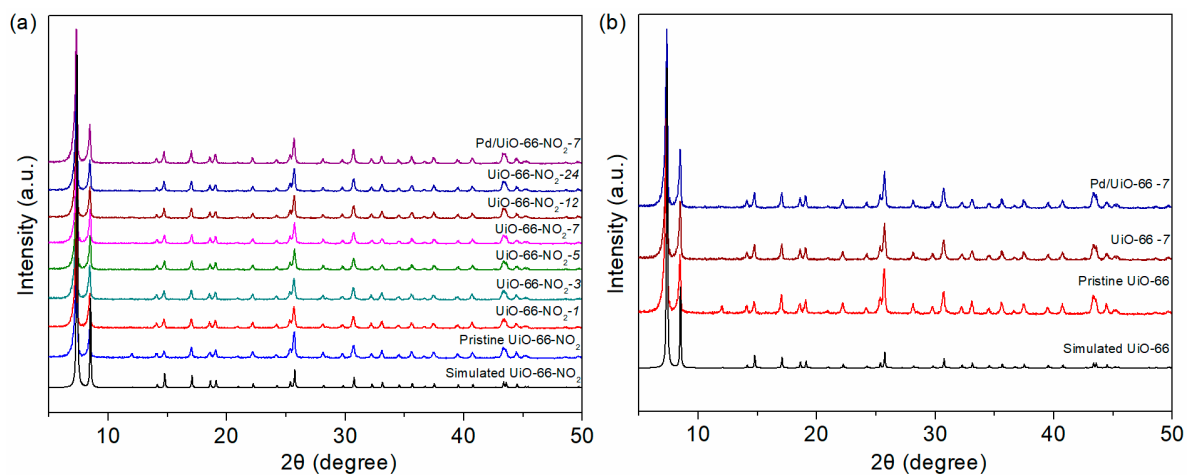 (a)
Intensity (a.u.)
Pd/UiO-66-NO₂-7
UiO-66-NO₂-24
UiO-66-NO₂-12
UiO-66-NO₂-7
UiO-66-NO₂-5
UiO-66-NO₂-3
UiO-66-NO₂-1
Pristine UiO-66-NO₂
Simulated UiO-66-NO₂
10 20 30 40 50
2θ (degree)
(b)
Intensity (a.u.)
Pd/UiO-66 -7
UiO-66 -7
Pristine UiO-66
Simulated UiO-66
10 20 30 40 50
2θ (degree)